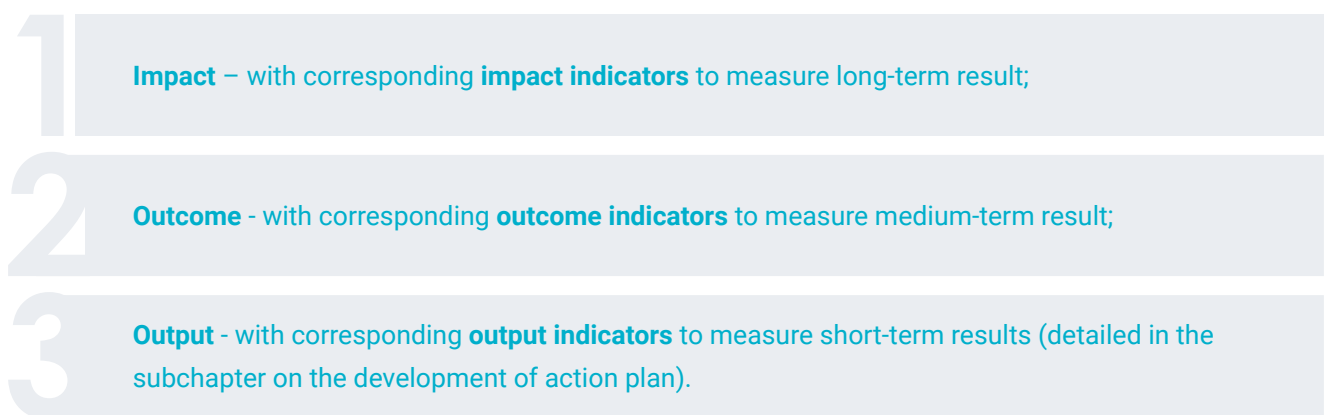 1
Impact – with corresponding impact indicators to measure long-term result;
2
Outcome - with corresponding outcome indicators to measure medium-term result;
3
Output - with corresponding output indicators to measure short-term results (detailed in the
subchapter on the development of action plan).